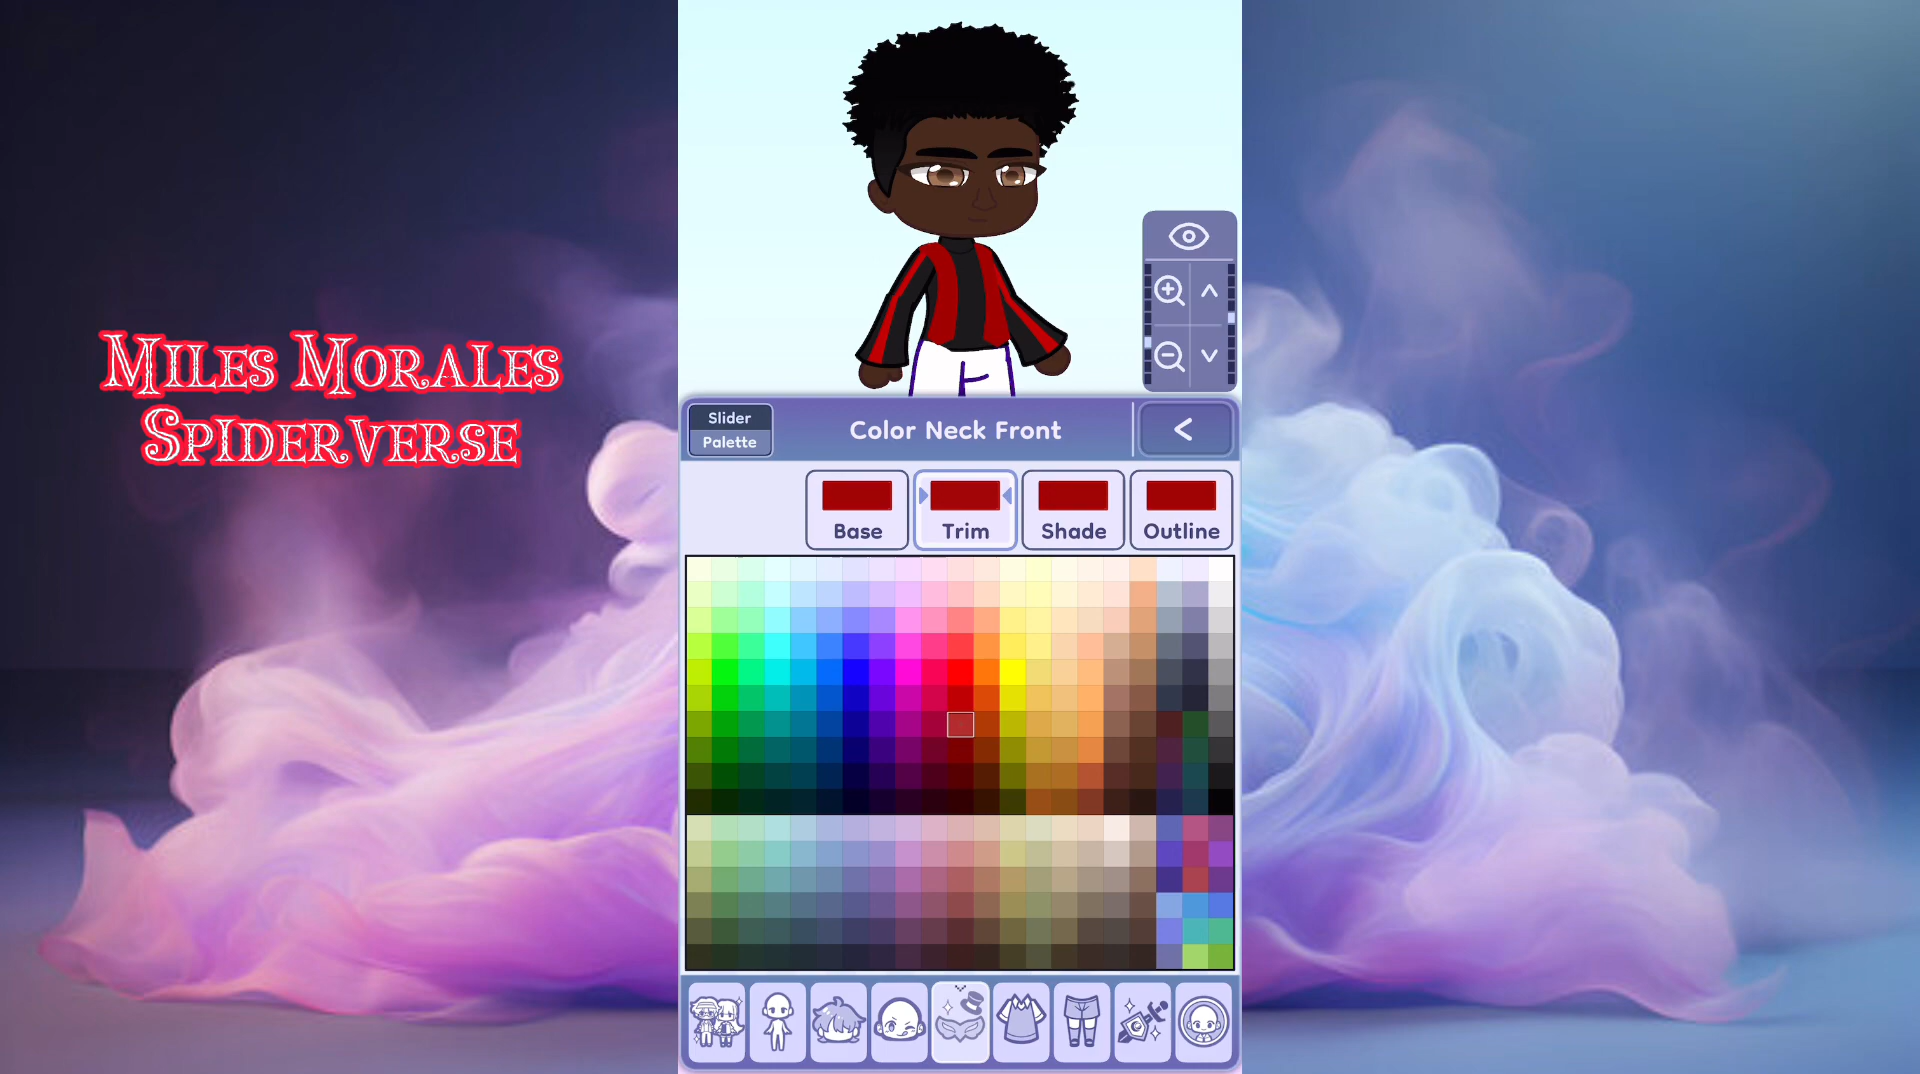 Miles Morales
Spiderverse
Slider
Palette
Color Neck Front
Base
Trim
Shade
Outline